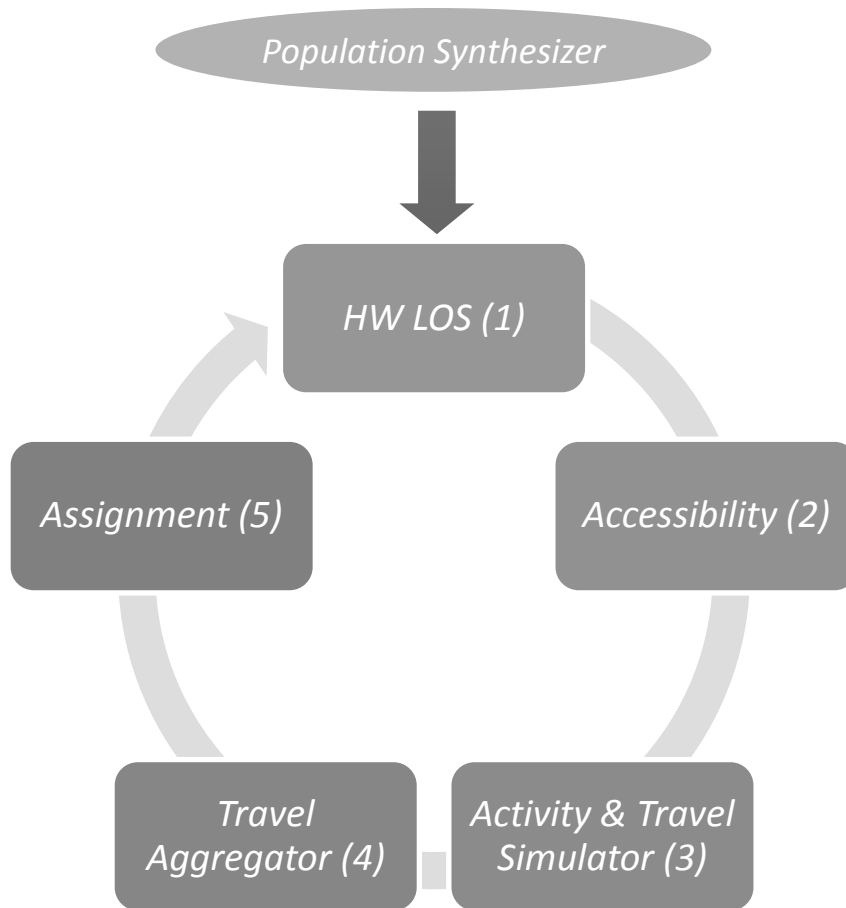 Population Synthesizer
HW LOS (1)
Accessibility (2)
Activity & Travel
Simulator (3)
Travel
Aggregator (4)
Assignment (5)